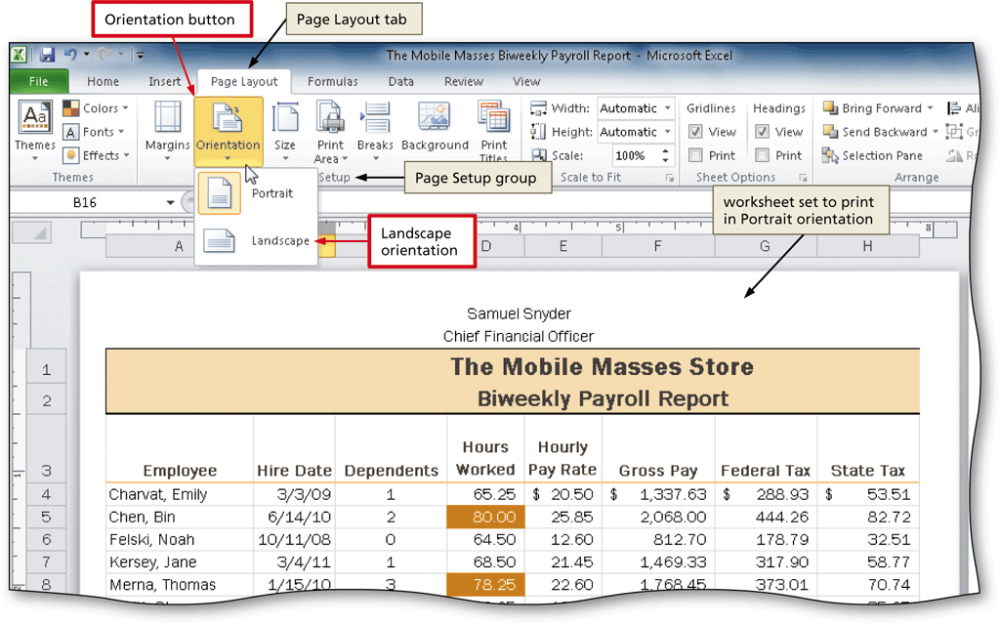 Orientation button
Page Layout tab
The Mobile Masses Biweekly Payroll Report - Microsoft Excel
File Home Insert Page Layout Formulas Data Review View
Themes
Colors
Fonts
Effects
Themes
Margins
Orientation
Size
Print
Area
Breaks
Background
Print
Titles
Setup
Page Setup group
Width: Automatic
Height: Automatic
Scale: 100%
Scale to Fit
Gridlines
View
Print
Headings
View
Print
Sheet Options
Bring Forward
Send Backward
Selection Pane
Arrange
Portrait
Landscape
Landscape
orientation
worksheet set to print
in Portrait orientation
B16
4 5 8
A D E F G H
Samuel Snyder
Chief Financial Officer
1 The Mobile Masses Store
2 Biweekly Payroll Report
Hours Hourly
3 Employee Hire Date Dependents Worked Pay Rate Gross Pay Federal Tax State Tax
4 Charvat, Emily 3/3/09 1 65.25 $ 20.50 $ 1,337.63 $ 288.93 $ 53.51
5 Chen, Bin 6/14/10 2 80.00 25.85 2,068.00 444.26 82.72
6 Felski, Noah 10/11/08 0 64.50 12.60 812.70 178.79 32.51
7 Kersey, Jane 3/4/11 1 68.50 21.45 1,469.33 317.90 58.77
8 Merna, Thomas 1/15/10 3 78.25 22.60 1,768.45 373.01 70.74